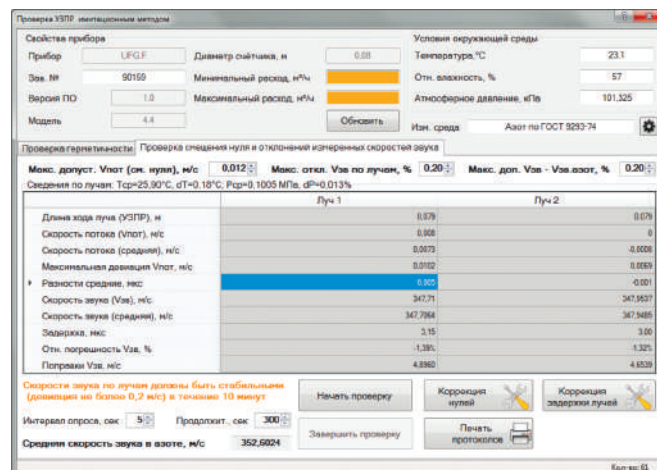 Проверка УЗПР имитационным методом
Свойства прибора
Условия окружающей среды
Прибор UFG.F Диаметр счётчика, м 0,08 Температура, °C 23.1
Зав. № 90159 Минимальный расход, м³/ч Отн. влажность, % 57
Версия ПО 1.0 Максимальный расход, м³/ч Атмосферное давление, кПа 101,325
Модель 4.4 Обновить Изм. среда Азот по ГОСТ 9293-74
Проверка герметичности Проверка смещения нуля и отклонений измеренных скоростей звука
Макс. допуст. Vпот (см. нуля), м/с 0,012 Макс. откл. Vзв по лучам, % 0.20 Макс. доп. Vзв - Vзв.азот, % 0.20
Сведения по лучам: Tcp=25,90°C, dT=0.18°C, Pcp=0.1005 МПа, dP=0.013%
Луч 1 Луч 2
Длина хода луча (УЗПР), м 0,079 0,079
Скорость потока (Vпот), м/с 0,008 0
Скорость потока (средняя), м/с 0,0073 -0,0008
Максимальная девиация Vпот, м/с 0,0102 0,0069
Разности средние, мкс 0,005 -0,001
Скорость звука (Vзв), м/с 347,71 347,9537
Скорость звука (средняя), м/с 347,7064 347,9485
Задержка, мкс 3,15 3,00
Отн. погрешность Vзв, % -1,39% -1,32%
Поправки Vзв, м/с 4,8960 4,6539
Скорости звука по лучам должны быть стабильными
(девиация не более 0,2 м/с) в течение 10 минут
Начать проверку
Коррекция нулей
Коррекция задержки лучей
Интервал опроса, сек 5 Продолжит., сек 300
Завершить проверку
Печать протоколов
Средняя скорость звука в азоте, м/с 352,6024
Кол-во: 61